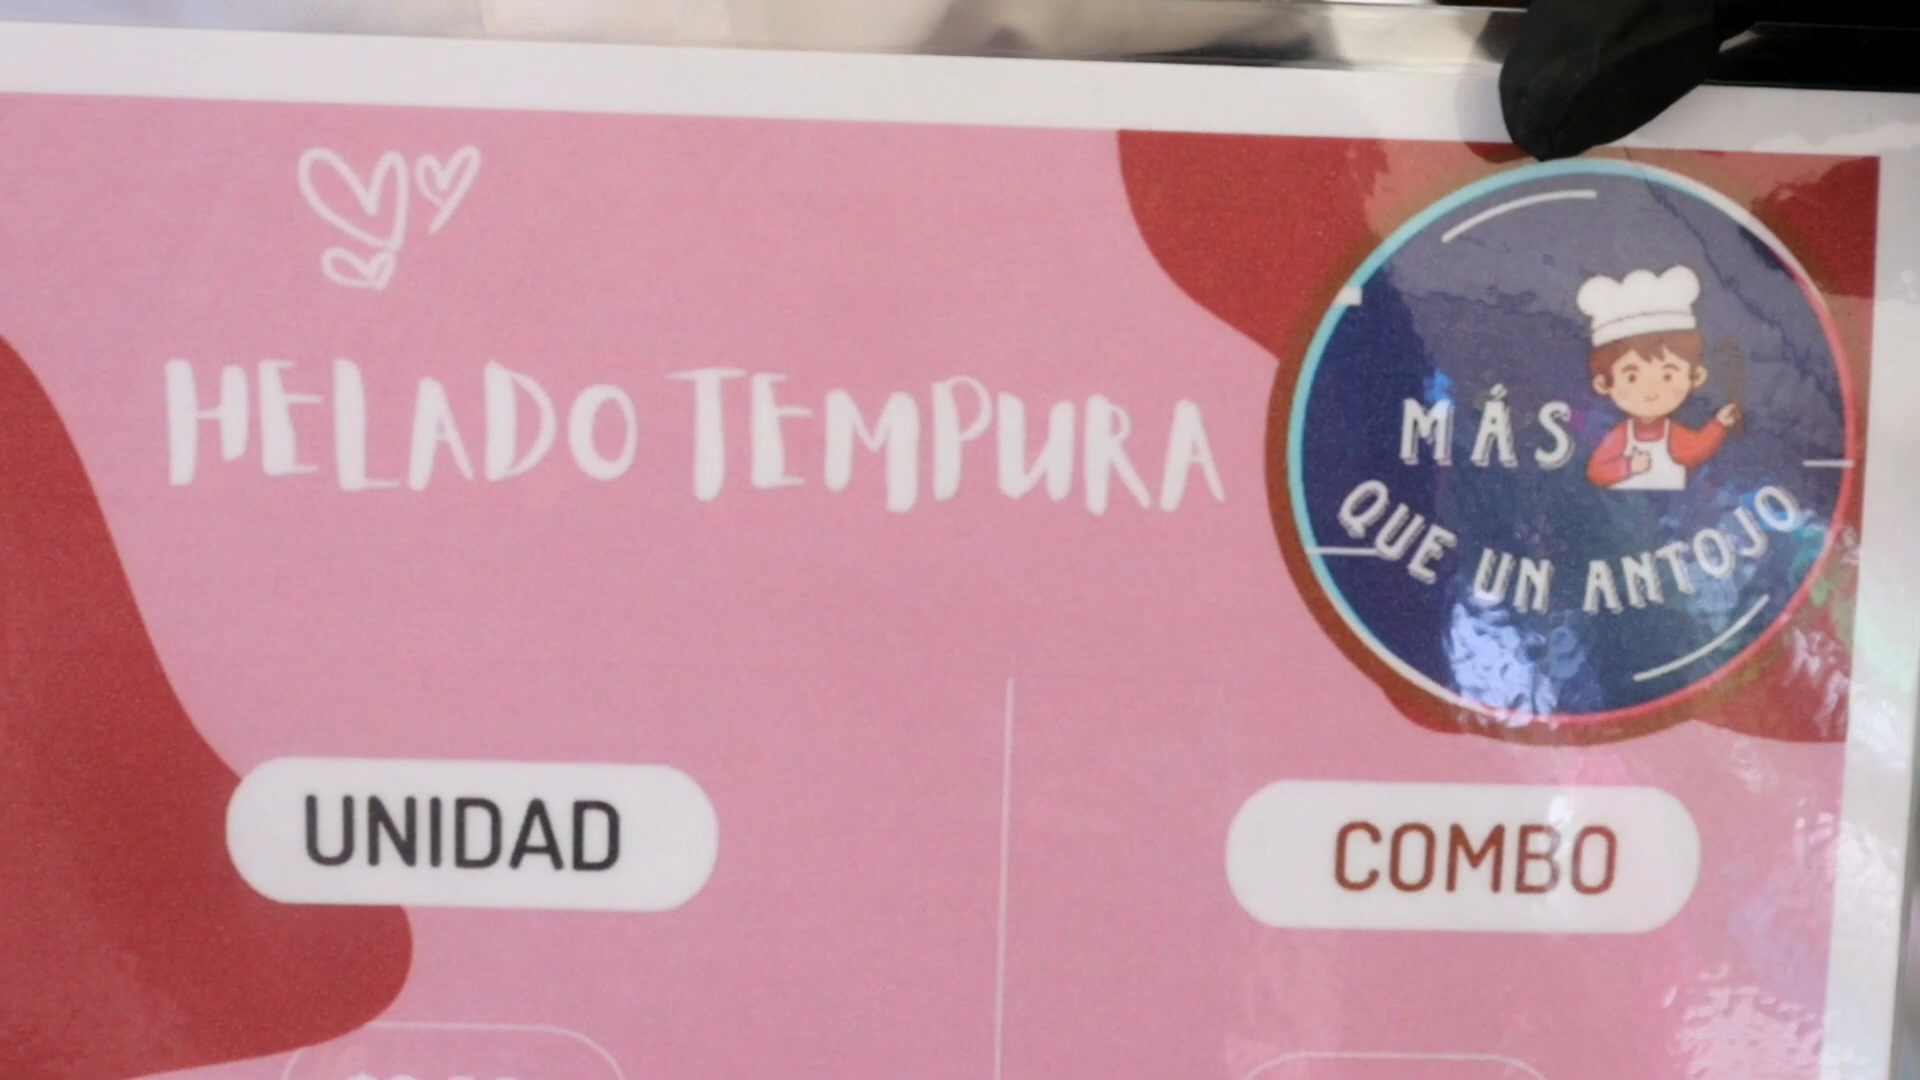 HELADO TEMPURA
MÁS
QUE UN ANTOJO
UNIDAD
COMBO